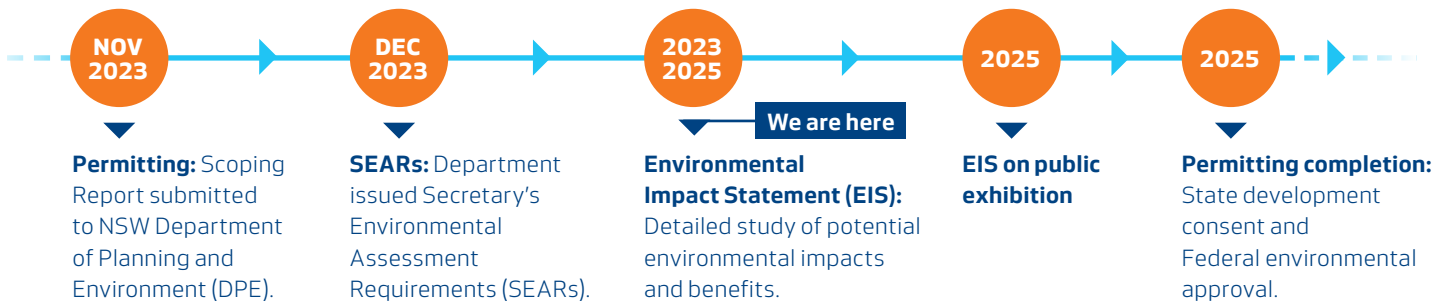 NOV
2023
DEC
2023
2023
2025
2025
2025
We are here
Permitting: Scoping
Report submitted
to NSW Department
of Planning and
Environment (DPE).
SEARs: Department
issued Secretary’s
Environmental
Assessment
Requirements (SEARs).
Environmental
Impact Statement (EIS):
Detailed study of potential
environmental impacts
and benefits.
EIS on public
exhibition
Permitting completion:
State development
consent and
Federal environmental
approval.